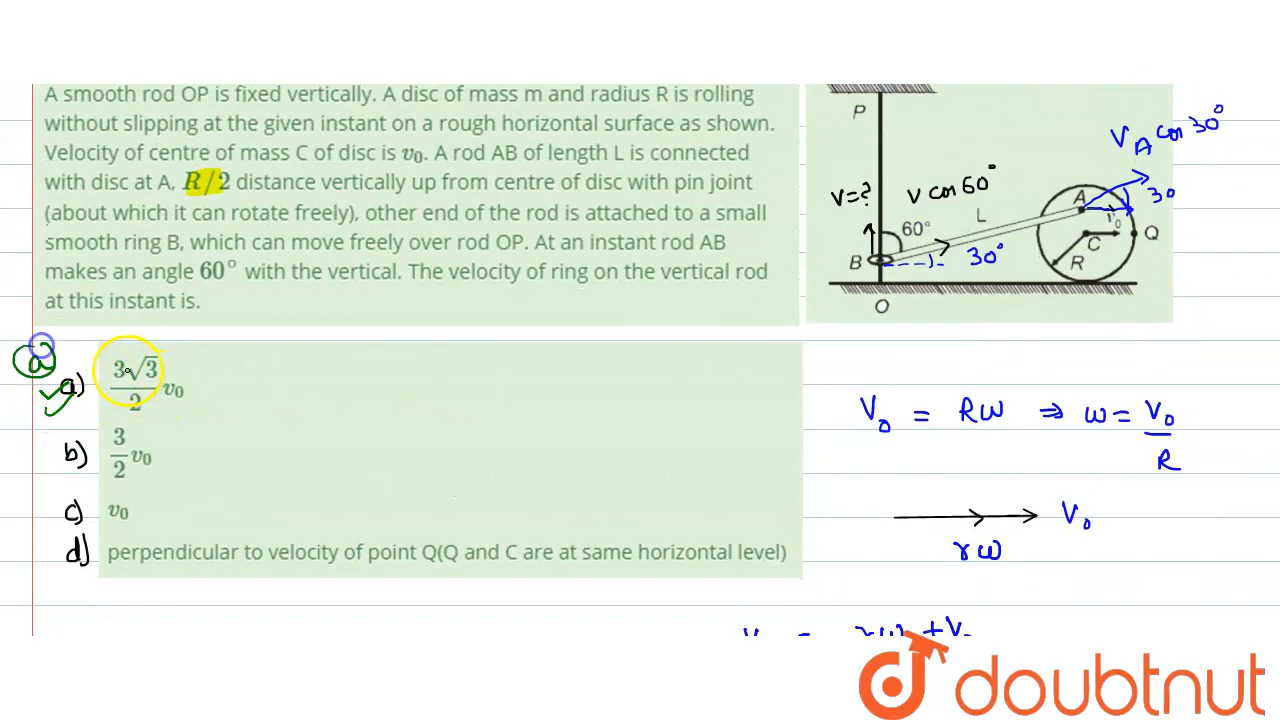 A smooth rod OP is fixed vertically. A disc of mass m and radius R is rolling
without slipping at the given instant on a rough horizontal surface as shown.
Velocity of centre of mass C of disc is v₀. A rod AB of length L is connected
with disc at A, R/2 distance vertically up from centre of disc with pin joint
(about which it can rotate freely), other end of the rod is attached to a small
smooth ring B, which can move freely over rod OP. At an instant rod AB
makes an angle 60° with the vertical. The velocity of ring on the vertical rod
at this instant is.
P
V_A cos 30°
V=?
V cos 60°
A
30
60°
L
v₀
Q
C
B
30°
R
O
a
a) 3√3/2 v₀
b) 3/2 v₀
c) v₀
d) perpendicular to velocity of point Q(Q and C are at same horizontal level)
V₀ = Rω ⇒ ω = V₀/R
V₀
rω
rω + V₀
doubtnut